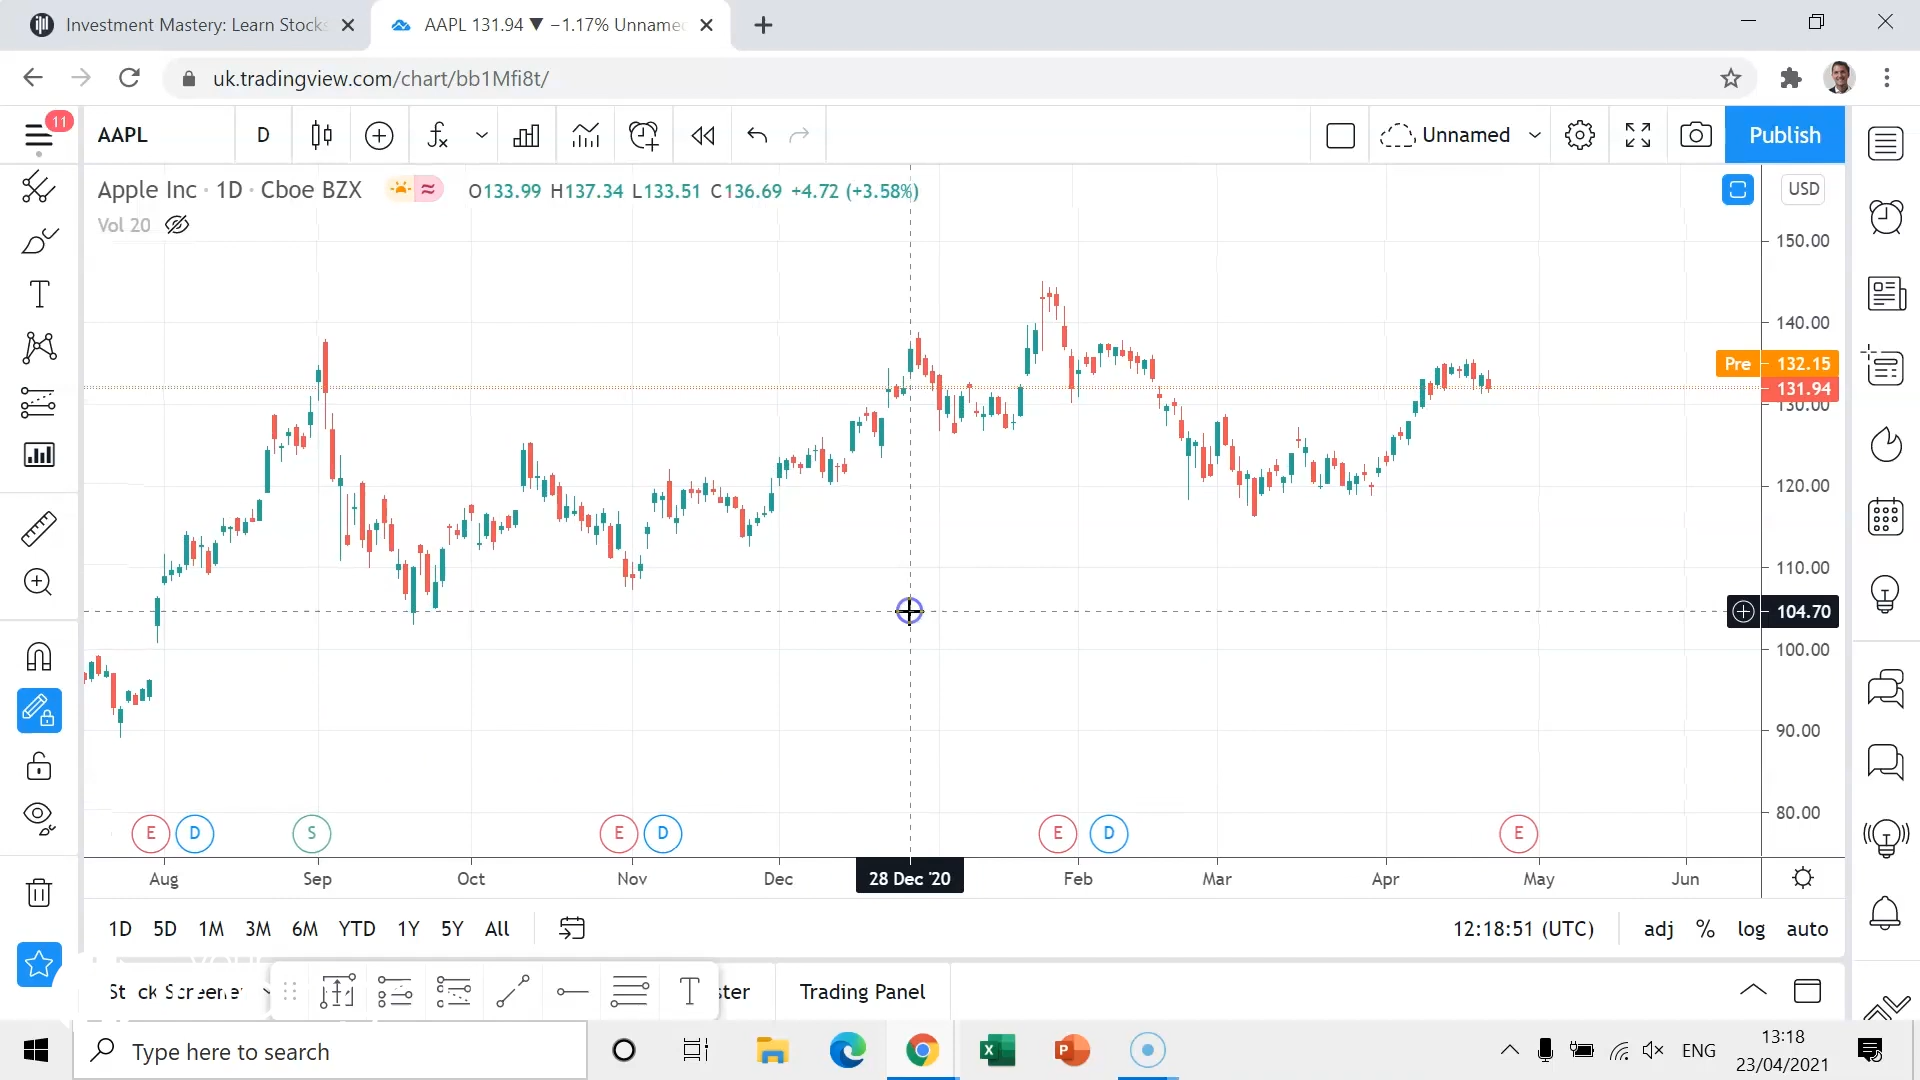 Investment Mastery: Learn Stocks
AAPL 131.94 ▼ −1.17% Unname
uk.tradingview.com/chart/bb1Mfi8t/
11
AAPL
D
Unnamed
Publish
Apple Inc · 1D · Cboe BZX
O133.99 H137.34 L133.51 C136.69 +4.72 (+3.58%)
USD
Vol 20
150.00
140.00
Pre 132.15
131.94
130.00
120.00
110.00
104.70
100.00
90.00
80.00
E D S E D E D E
Aug Sep Oct Nov Dec 28 Dec '20 Feb Mar Apr May Jun
1D 5D 1M 3M 6M YTD 1Y 5Y All
12:18:51 (UTC) adj % log auto
Trading Panel
Type here to search
ENG
13:18
23/04/2021